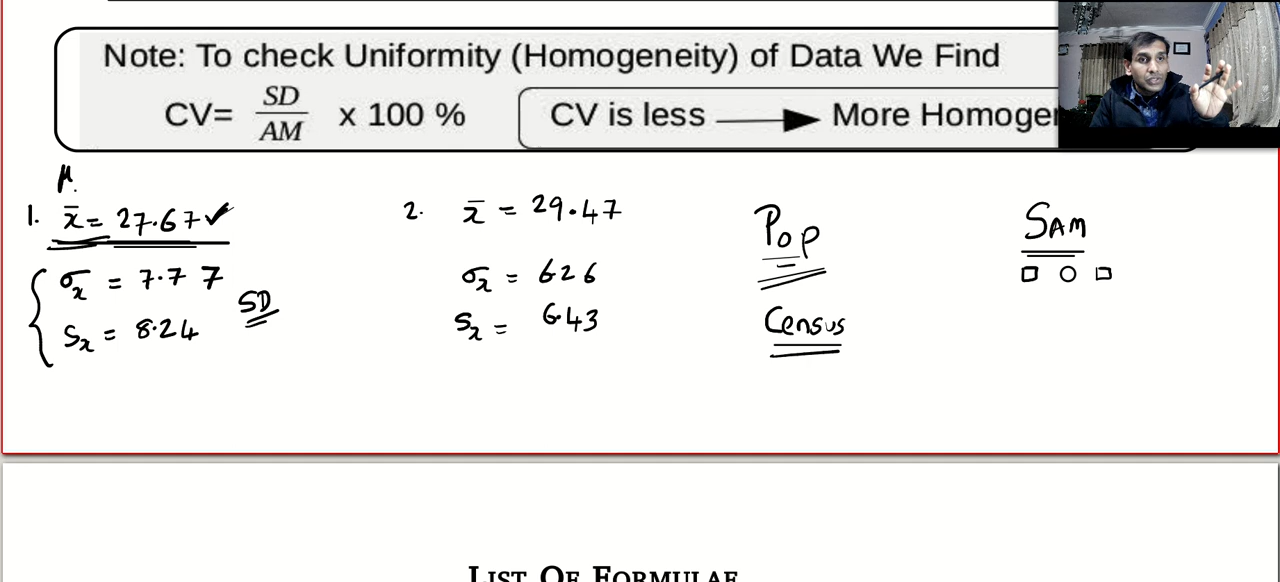 Note: To check Uniformity (Homogeneity) of Data We Find
CV= SD/AM x 100 %
CV is less → More Homoge
μ.
1. x̄ = 27.67 ✓
σx = 7.77
Sx = 8.24
SD
2. x̄ = 29.47
σx = 6.26
Sx = 6.43
Pop
Census
SAM
□ ○ □
LIST OF FORMULAE